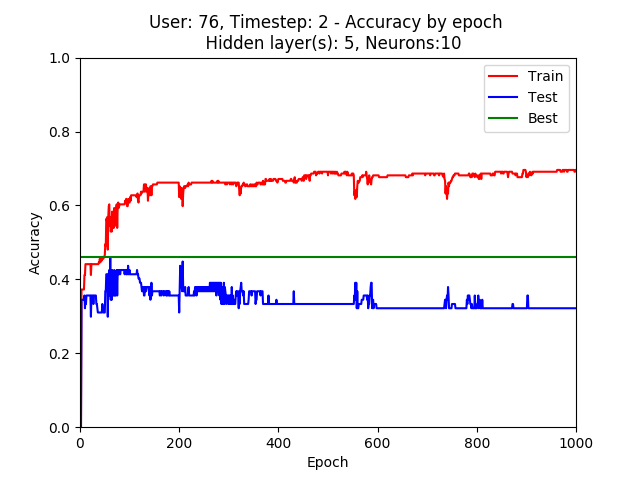 User: 76, Timestep: 2 - Accuracy by epoch
Hidden layer(s): 5, Neurons:10
1.0
0.8
0.6
0.4
0.2
0.0
Accuracy
Train
Test
Best
0 200 400 600 800 1000
Epoch